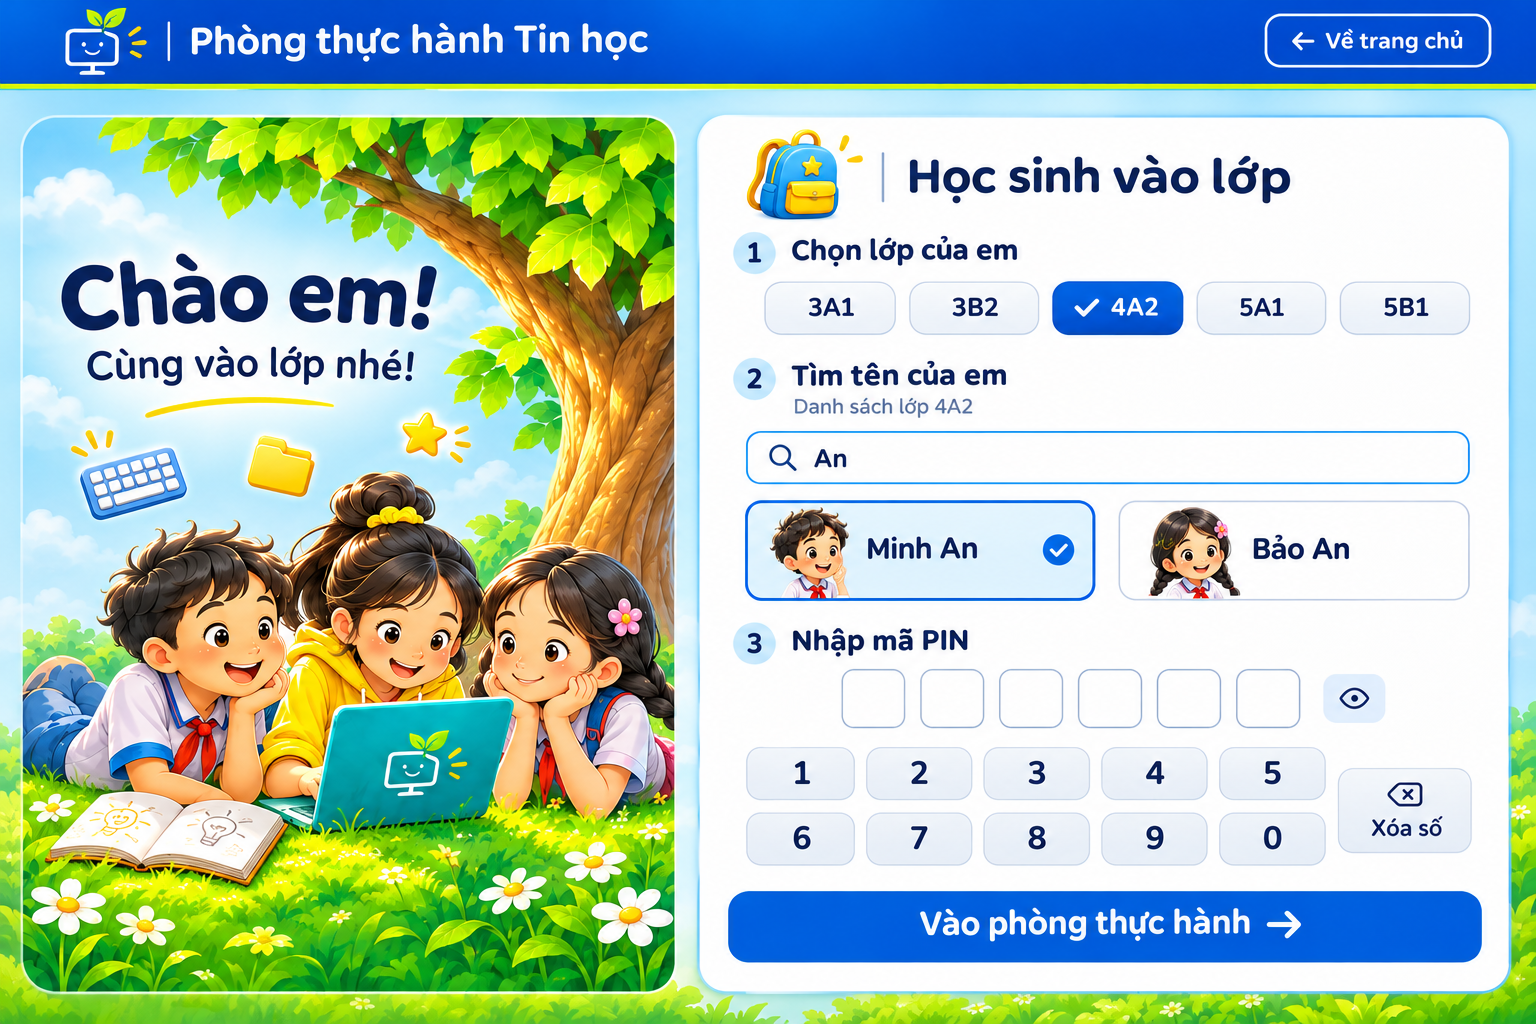 Phòng thực hành Tin học
← Về trang chủ
Chào em!
Cùng vào lớp nhé!
Học sinh vào lớp
1 Chọn lớp của em
3A1 3B2 4A2 5A1 5B1
2 Tìm tên của em
Danh sách lớp 4A2
An
Minh An
Bảo An
3 Nhập mã PIN
1 2 3 4 5
6 7 8 9 0
Xóa số
Vào phòng thực hành →